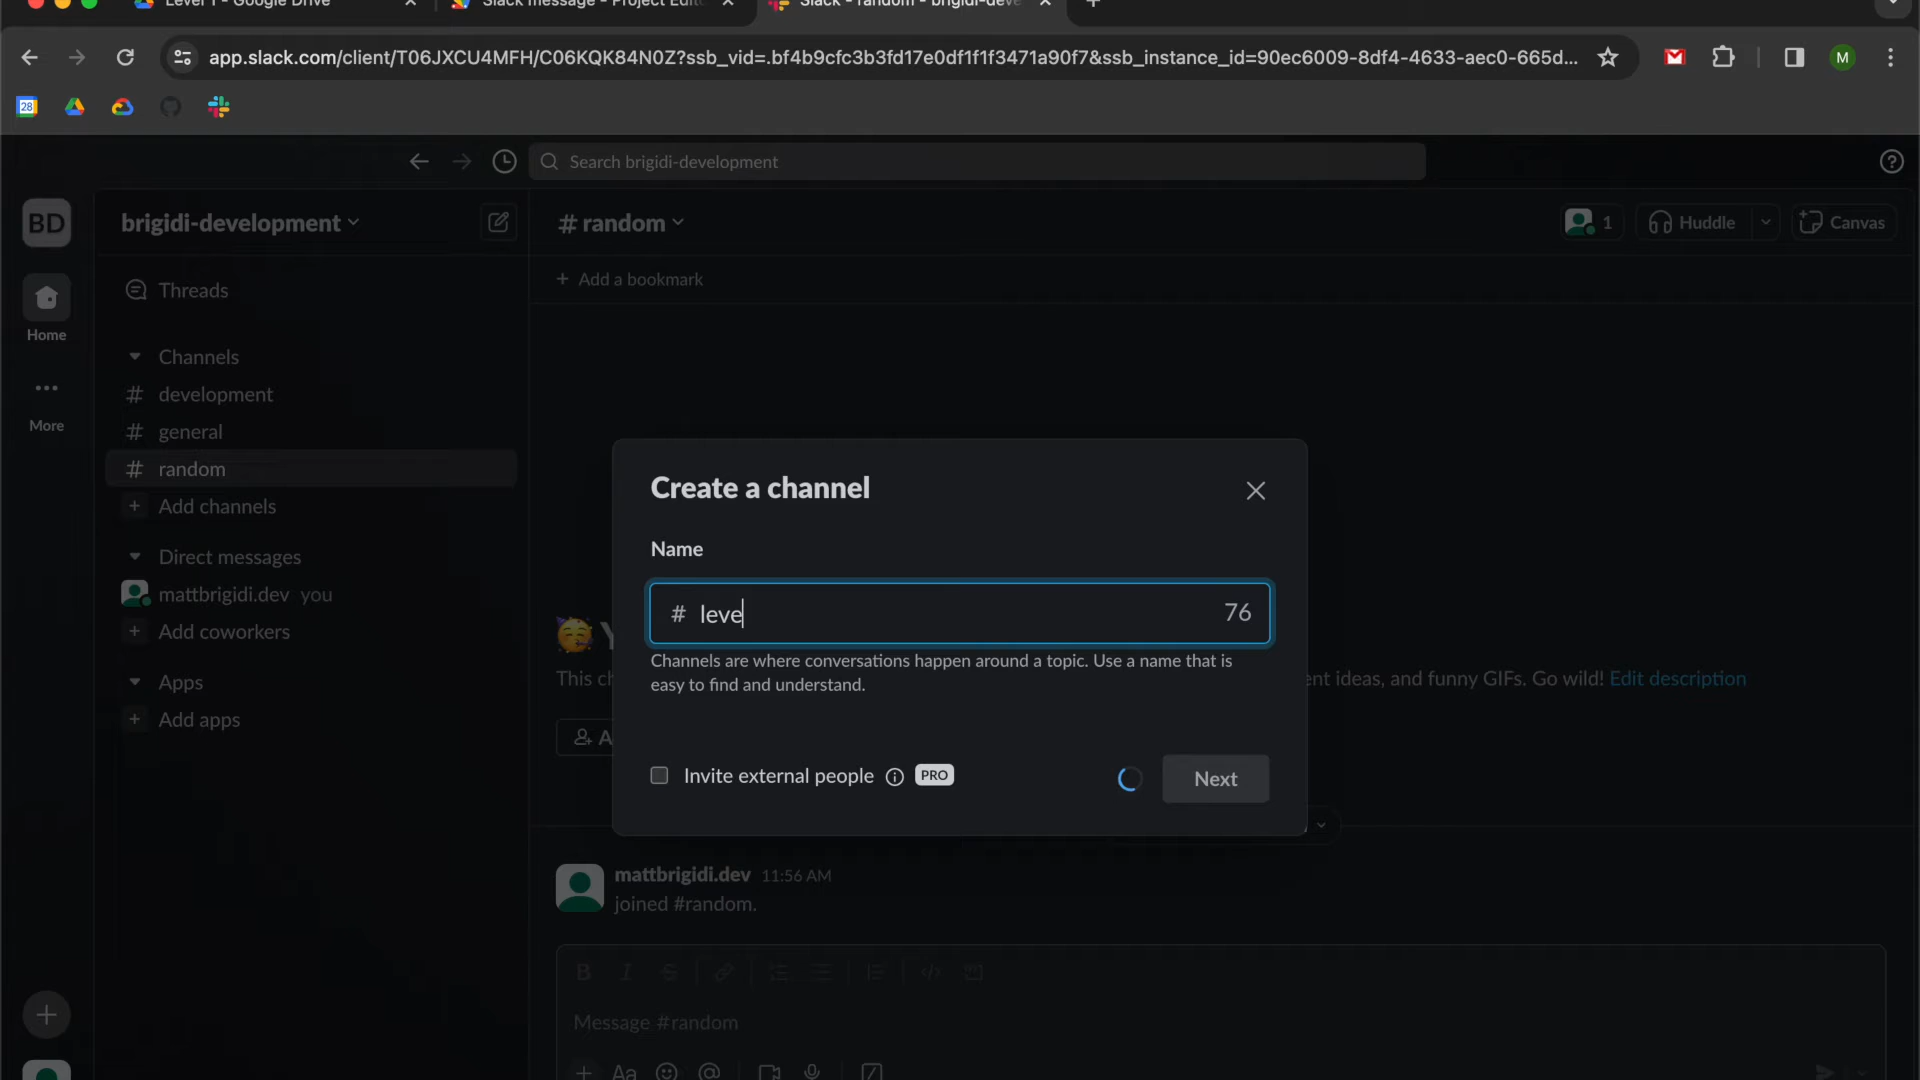 Level 1 - Google Drive
Slack message - Project Edit
Slack - random - brigidi-deve
app.slack.com/client/T06JXCU4MFH/C06KQK84N0Z?ssb_vid=.bf4b9cfc3b3fd17e0df1f1f3471a90f7&ssb_instance_id=90ec6009-8df4-4633-aec0-665d...
M
28
Search brigidi-development
BD
brigidi-development
# random
1
Huddle
Canvas
+ Add a bookmark
Threads
Home
Channels
# development
More
# general
# random
+ Add channels
Direct messages
mattbrigidi.dev you
+ Add coworkers
Apps
+ Add apps
Create a channel
Name
# leve
76
Channels are where conversations happen around a topic. Use a name that is
easy to find and understand.
This ch
ent ideas, and funny GIFs. Go wild! Edit description
Invite external people
PRO
Next
mattbrigidi.dev 11:56 AM
joined #random.
B I S
Message #random
+ Aa @